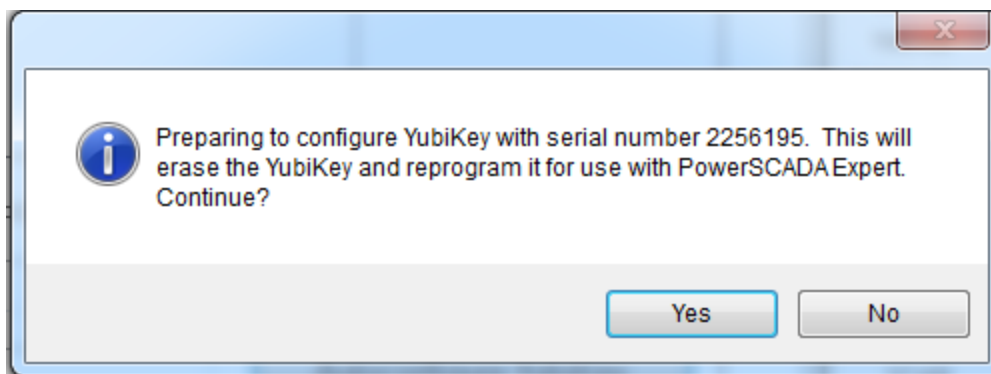 Preparing to configure YubiKey with serial number 2256195.  This will
erase the YubiKey and reprogram it for use with PowerSCADA Expert.
Continue?
Yes
No